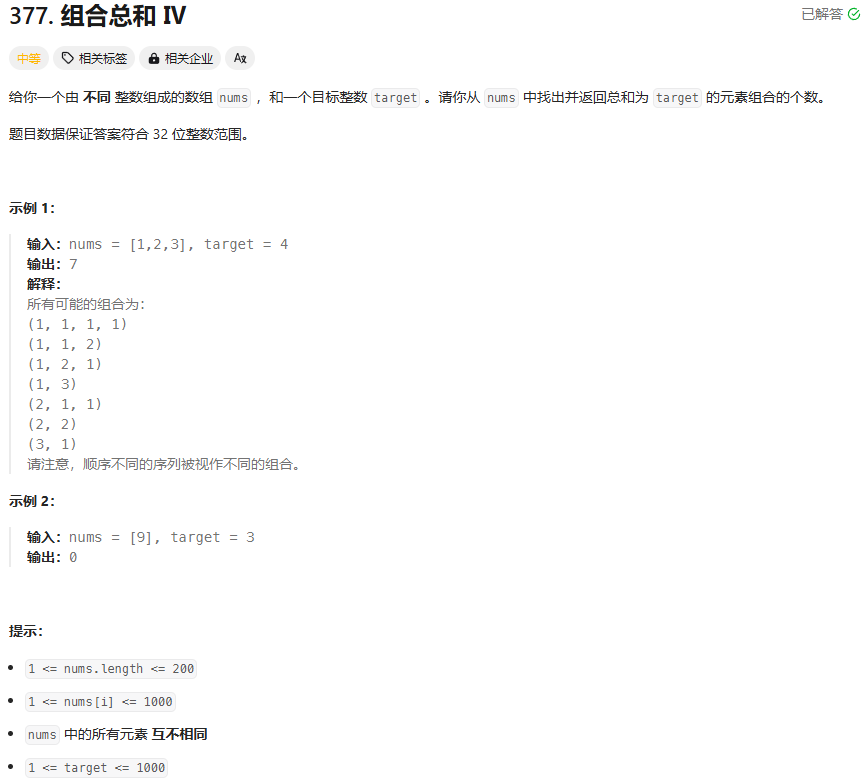 377. 组合总和 Ⅳ
已解答
中等 相关标签 相关企业 Aあ
给你一个由 不同 整数组成的数组 nums ，和一个目标整数 target 。请你从 nums 中找出并返回总和为 target 的元素组合的个数。
题目数据保证答案符合 32 位整数范围。
示例 1：
输入：nums = [1,2,3], target = 4
输出：7
解释：
所有可能的组合为：
(1, 1, 1, 1)
(1, 1, 2)
(1, 2, 1)
(1, 3)
(2, 1, 1)
(2, 2)
(3, 1)
请注意，顺序不同的序列被视作不同的组合。
示例 2：
输入：nums = [9], target = 3
输出：0
提示：
1 <= nums.length <= 200
1 <= nums[i] <= 1000
nums 中的所有元素 互不相同
1 <= target <= 1000